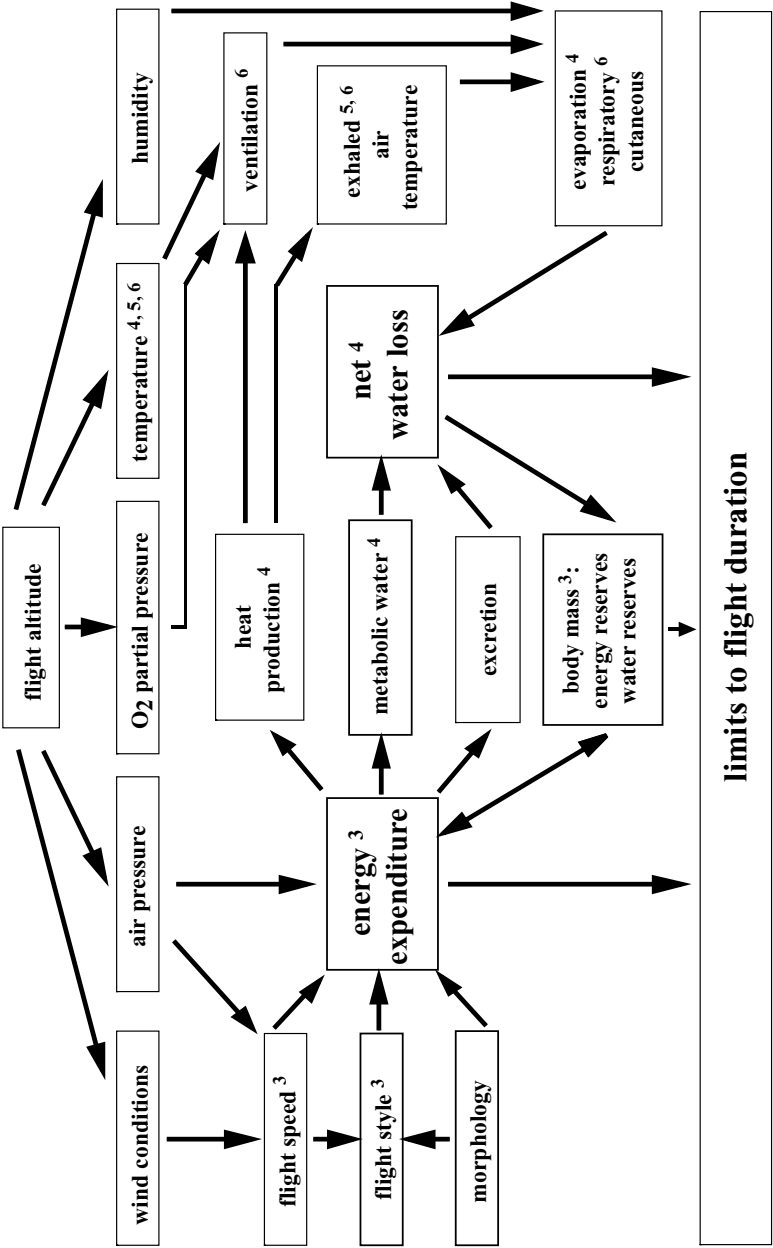 flight altitude
wind conditions
air pressure
O₂ partial pressure
temperature ⁴, ⁵, ⁶
humidity
ventilation ⁶
heat
production ⁴
exhaled ⁵, ⁶
air
temperature
flight speed ³
flight style ³
morphology
energy ³
expenditure
metabolic water ⁴
excretion
net ⁴
water loss
evaporation ⁴
respiratory ⁶
cutaneous
body mass ³:
energy reserves
water reserves
limits to flight duration